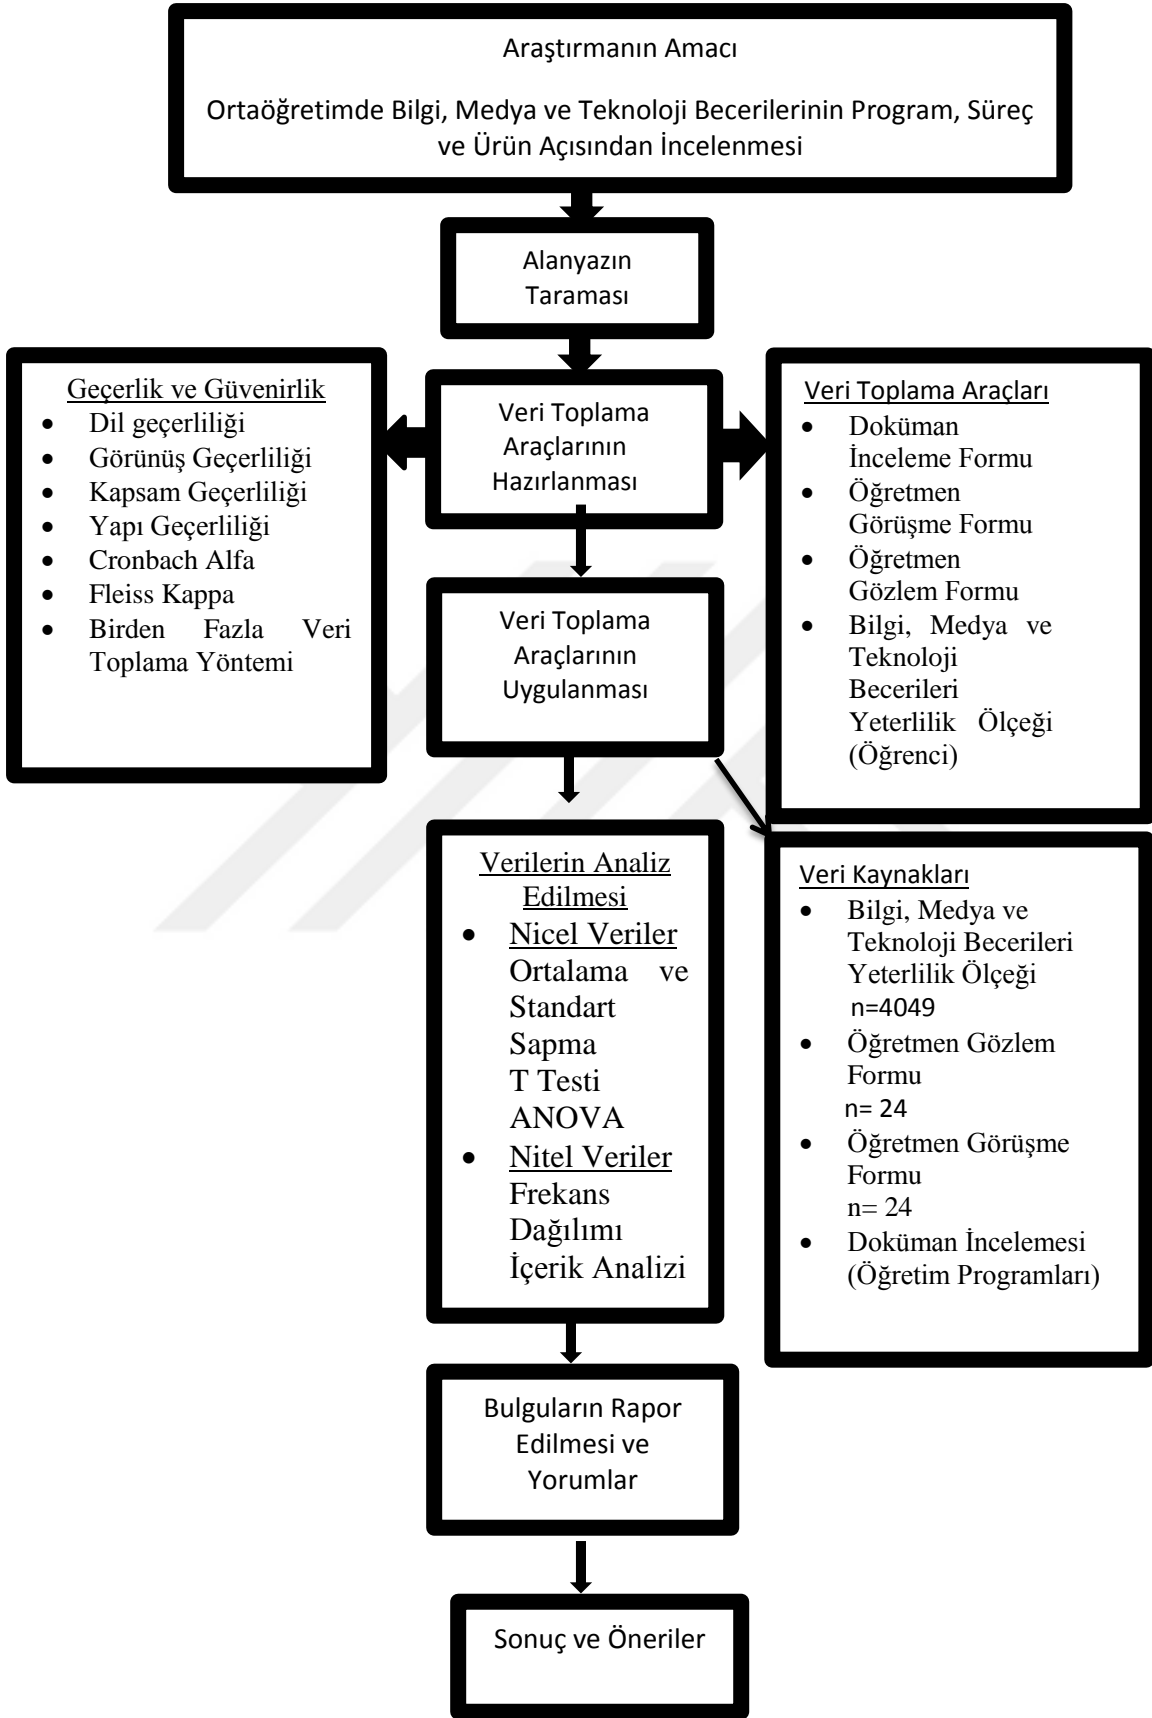 Araştırmanın Amacı
Ortaöğretimde Bilgi, Medya ve Teknoloji Becerilerinin Program, Süreç
ve Ürün Açısından İncelenmesi
Alanyazın
Taraması
Geçerlik ve Güvenirlik
• Dil geçerliliği
• Görünüş Geçerliliği
• Kapsam Geçerliliği
• Yapı Geçerliliği
• Cronbach Alfa
• Fleiss Kappa
• Birden Fazla Veri
Toplama Yöntemi
Veri Toplama
Araçlarının
Hazırlanması
Veri Toplama Araçları
• Doküman
İnceleme Formu
• Öğretmen
Görüşme Formu
• Öğretmen
Gözlem Formu
• Bilgi, Medya ve
Teknoloji
Becerileri
Yeterlilik Ölçeği
(Öğrenci)
Veri Toplama
Araçlarının
Uygulanması
Verilerin Analiz
Edilmesi
• Nicel Veriler
Ortalama ve
Standart
Sapma
T Testi
ANOVA
• Nitel Veriler
Frekans
Dağılımı
İçerik Analizi
Veri Kaynakları
• Bilgi, Medya ve
Teknoloji Becerileri
Yeterlilik Ölçeği
n=4049
• Öğretmen Gözlem
Formu
n= 24
• Öğretmen Görüşme
Formu
n= 24
• Doküman İncelemesi
(Öğretim Programları)
Bulguların Rapor
Edilmesi ve
Yorumlar
Sonuç ve Öneriler